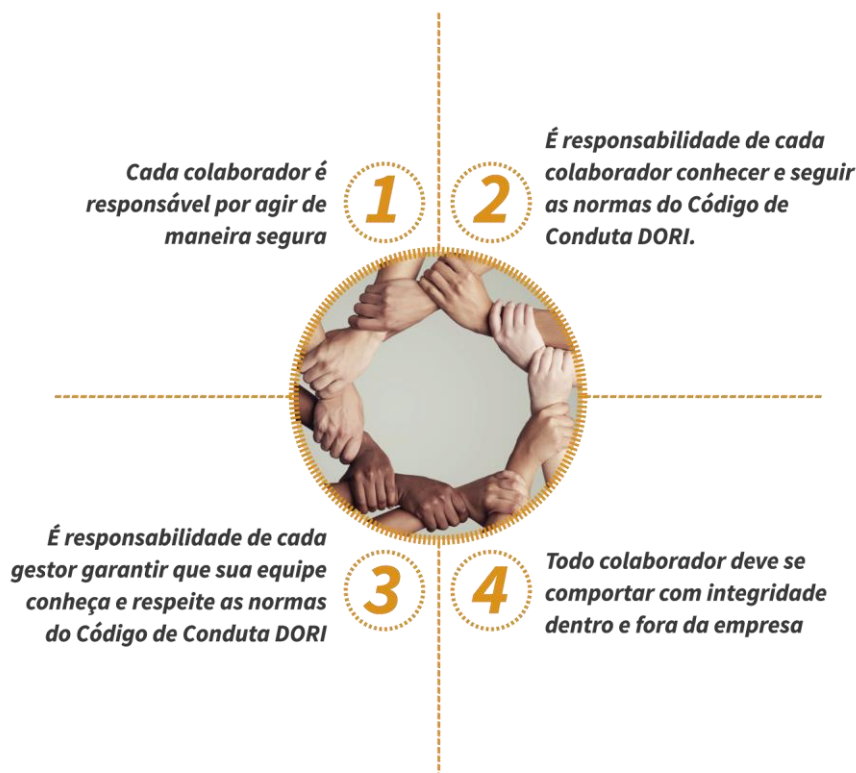 Cada colaborador é
responsável por agir de
maneira segura
1
2
É responsabilidade de cada
colaborador conhecer e seguir
as normas do Código de
Conduta DORI.
É responsabilidade de cada
gestor garantir que sua equipe
conheça e respeite as normas
do Código de Conduta DORI
3
4
Todo colaborador deve se
comportar com integridade
dentro e fora da empresa